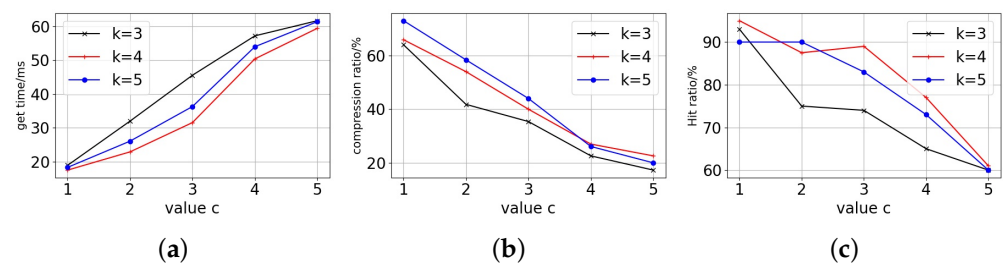 60
50
40
30
20
get time/ms
k=3
k=4
k=5
1 2 3 4 5
value c
(a)
60
40
20
compression ratio/%
k=3
k=4
k=5
1 2 3 4 5
value c
(b)
90
80
70
60
Hit ratio/%
k=3
k=4
k=5
1 2 3 4 5
value c
(c)